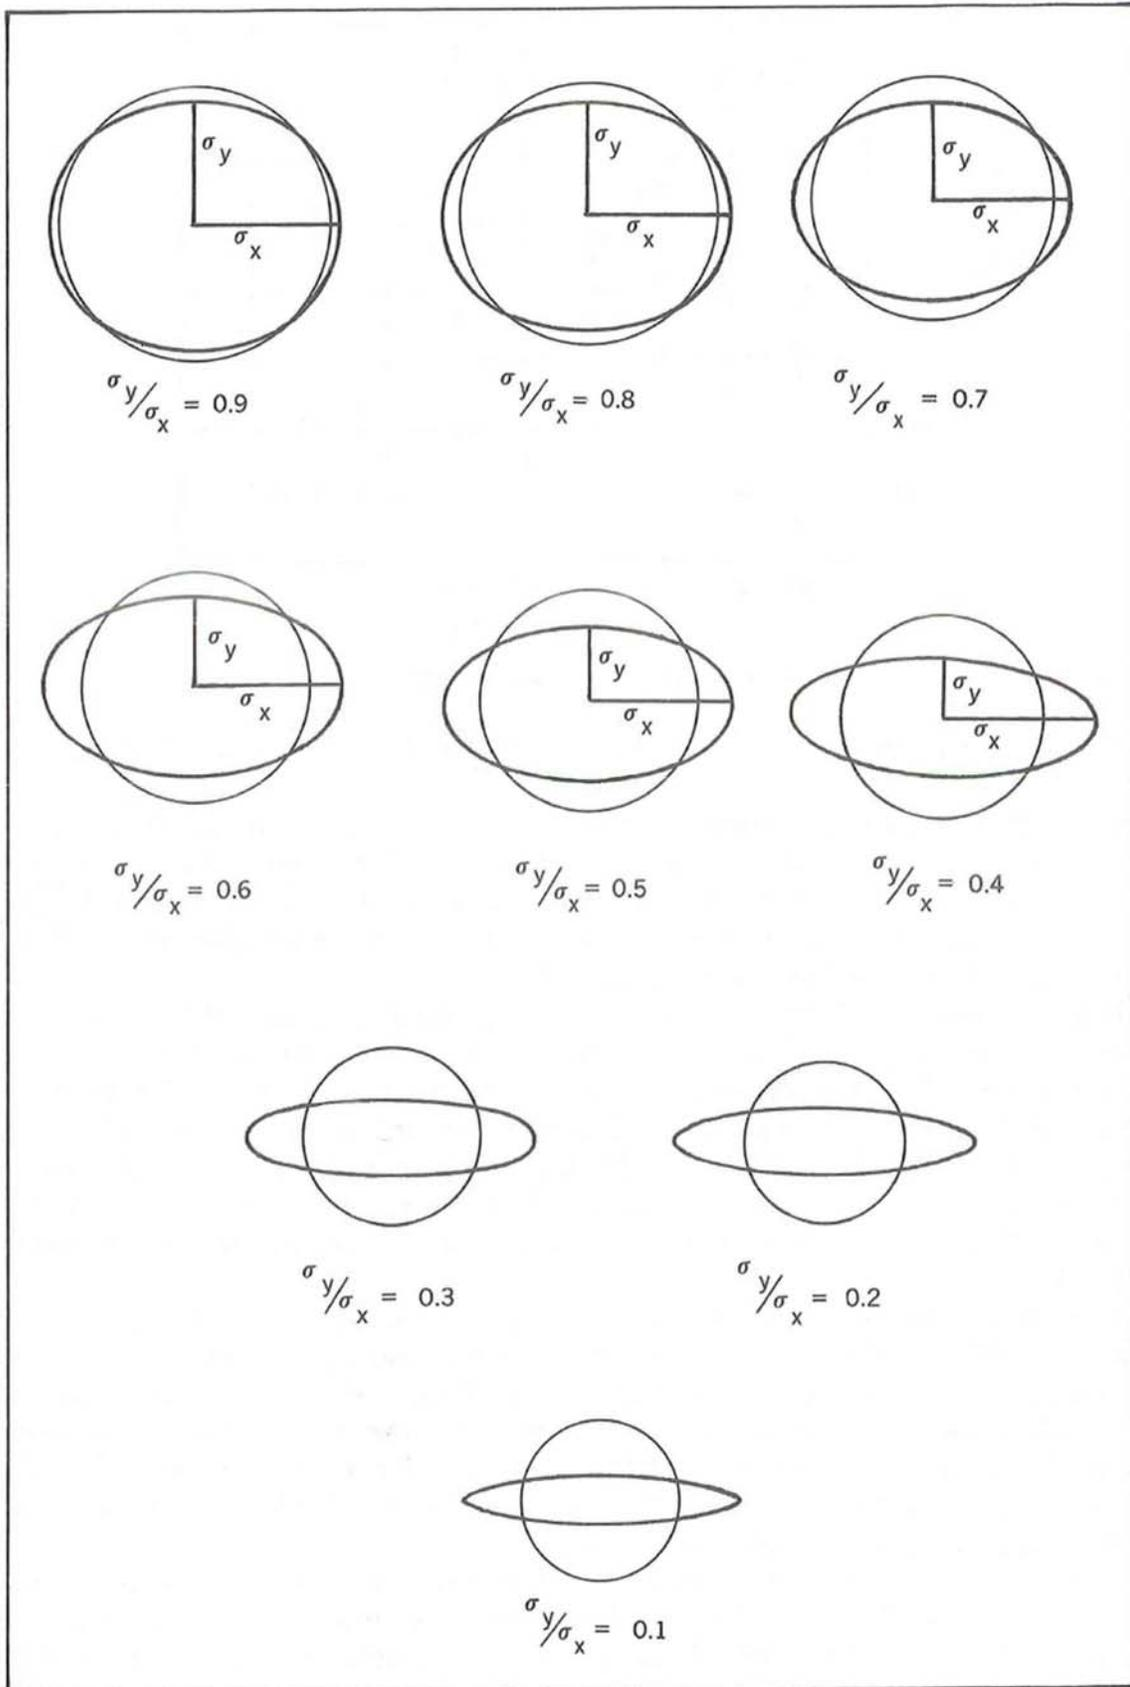 σy
σx
σy/σx = 0.9
σy
σx
σy/σx = 0.8
σy
σx
σy/σx = 0.7
σy
σx
σy/σx = 0.6
σy
σx
σy/σx = 0.5
σy
σx
σy/σx = 0.4
σy/σx = 0.3
σy/σx = 0.2
σy/σx = 0.1